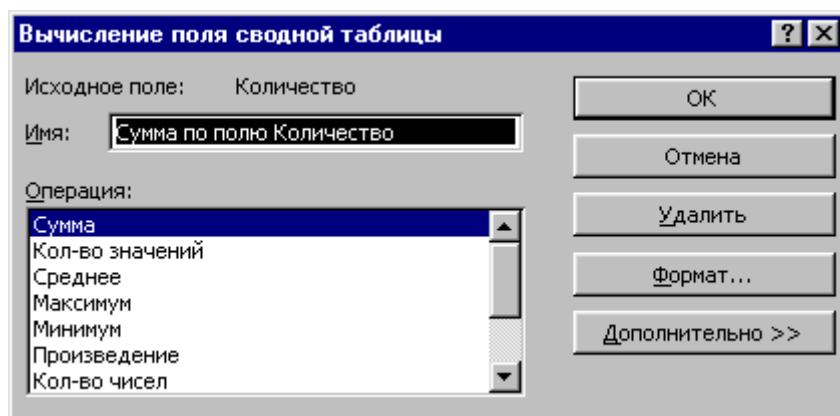 Вычисление поля сводной таблицы
Исходное поле: Количество
Имя: Сумма по полю Количество
Операция:
Сумма
Кол-во значений
Среднее
Максимум
Минимум
Произведение
Кол-во чисел
ОК
Отмена
Удалить
Формат...
Дополнительно >>